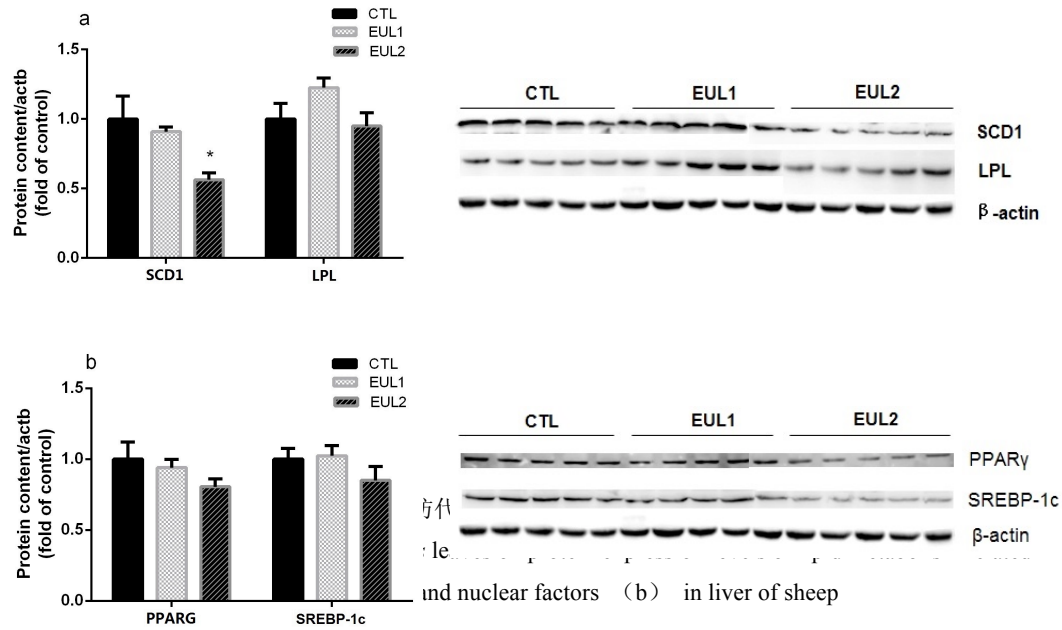 a
CTL
EUL1
EUL2
Protein content/actb
(fold of control)
1.5
1.0
0.5
0.0
*
SCD1
LPL
CTL
EUL1
EUL2
SCD1
LPL
β-actin
b
CTL
EUL1
EUL2
Protein content/actb
(fold of control)
1.5
1.0
0.5
0.0
PPARG
SREBP-1c
CTL
EUL1
EUL2
PPARγ
SREBP-1c
β-actin
and nuclear factors （b） in liver of sheep